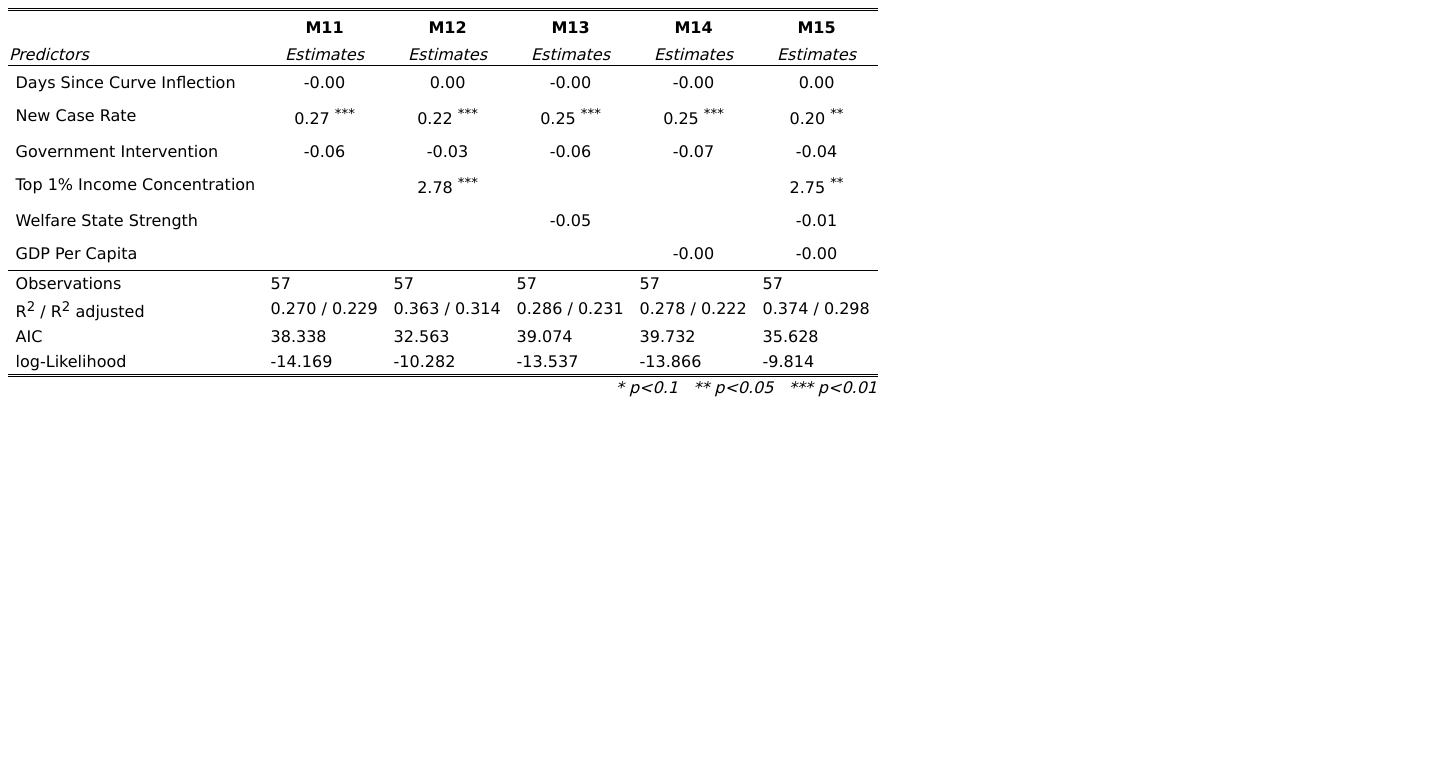 M11 M12 M13 M14 M15
Predictors Estimates Estimates Estimates Estimates Estimates
Days Since Curve Inflection -0.00 0.00 -0.00 -0.00 0.00
New Case Rate 0.27 *** 0.22 *** 0.25 *** 0.25 *** 0.20 **
Government Intervention -0.06 -0.03 -0.06 -0.07 -0.04
Top 1% Income Concentration 2.78 *** 2.75 **
Welfare State Strength -0.05 -0.01
GDP Per Capita -0.00 -0.00
Observations 57 57 57 57 57
R2 / R2 adjusted 0.270 / 0.229 0.363 / 0.314 0.286 / 0.231 0.278 / 0.222 0.374 / 0.298
AIC 38.338 32.563 39.074 39.732 35.628
log-Likelihood -14.169 -10.282 -13.537 -13.866 -9.814
* p<0.1 ** p<0.05 *** p<0.01